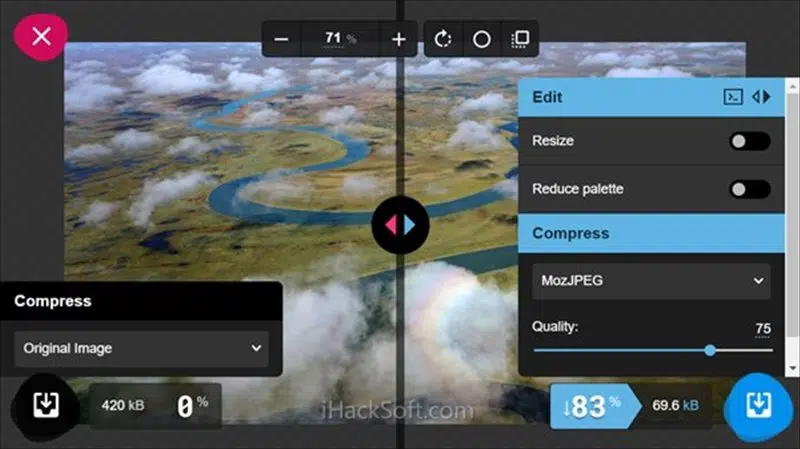 71 %
Edit
Resize
Reduce palette
Compress
MozJPEG
Quality: 75
Compress
Original Image
420 kB 0 %
↓83 % 69.6 kB
iHackSoft.com